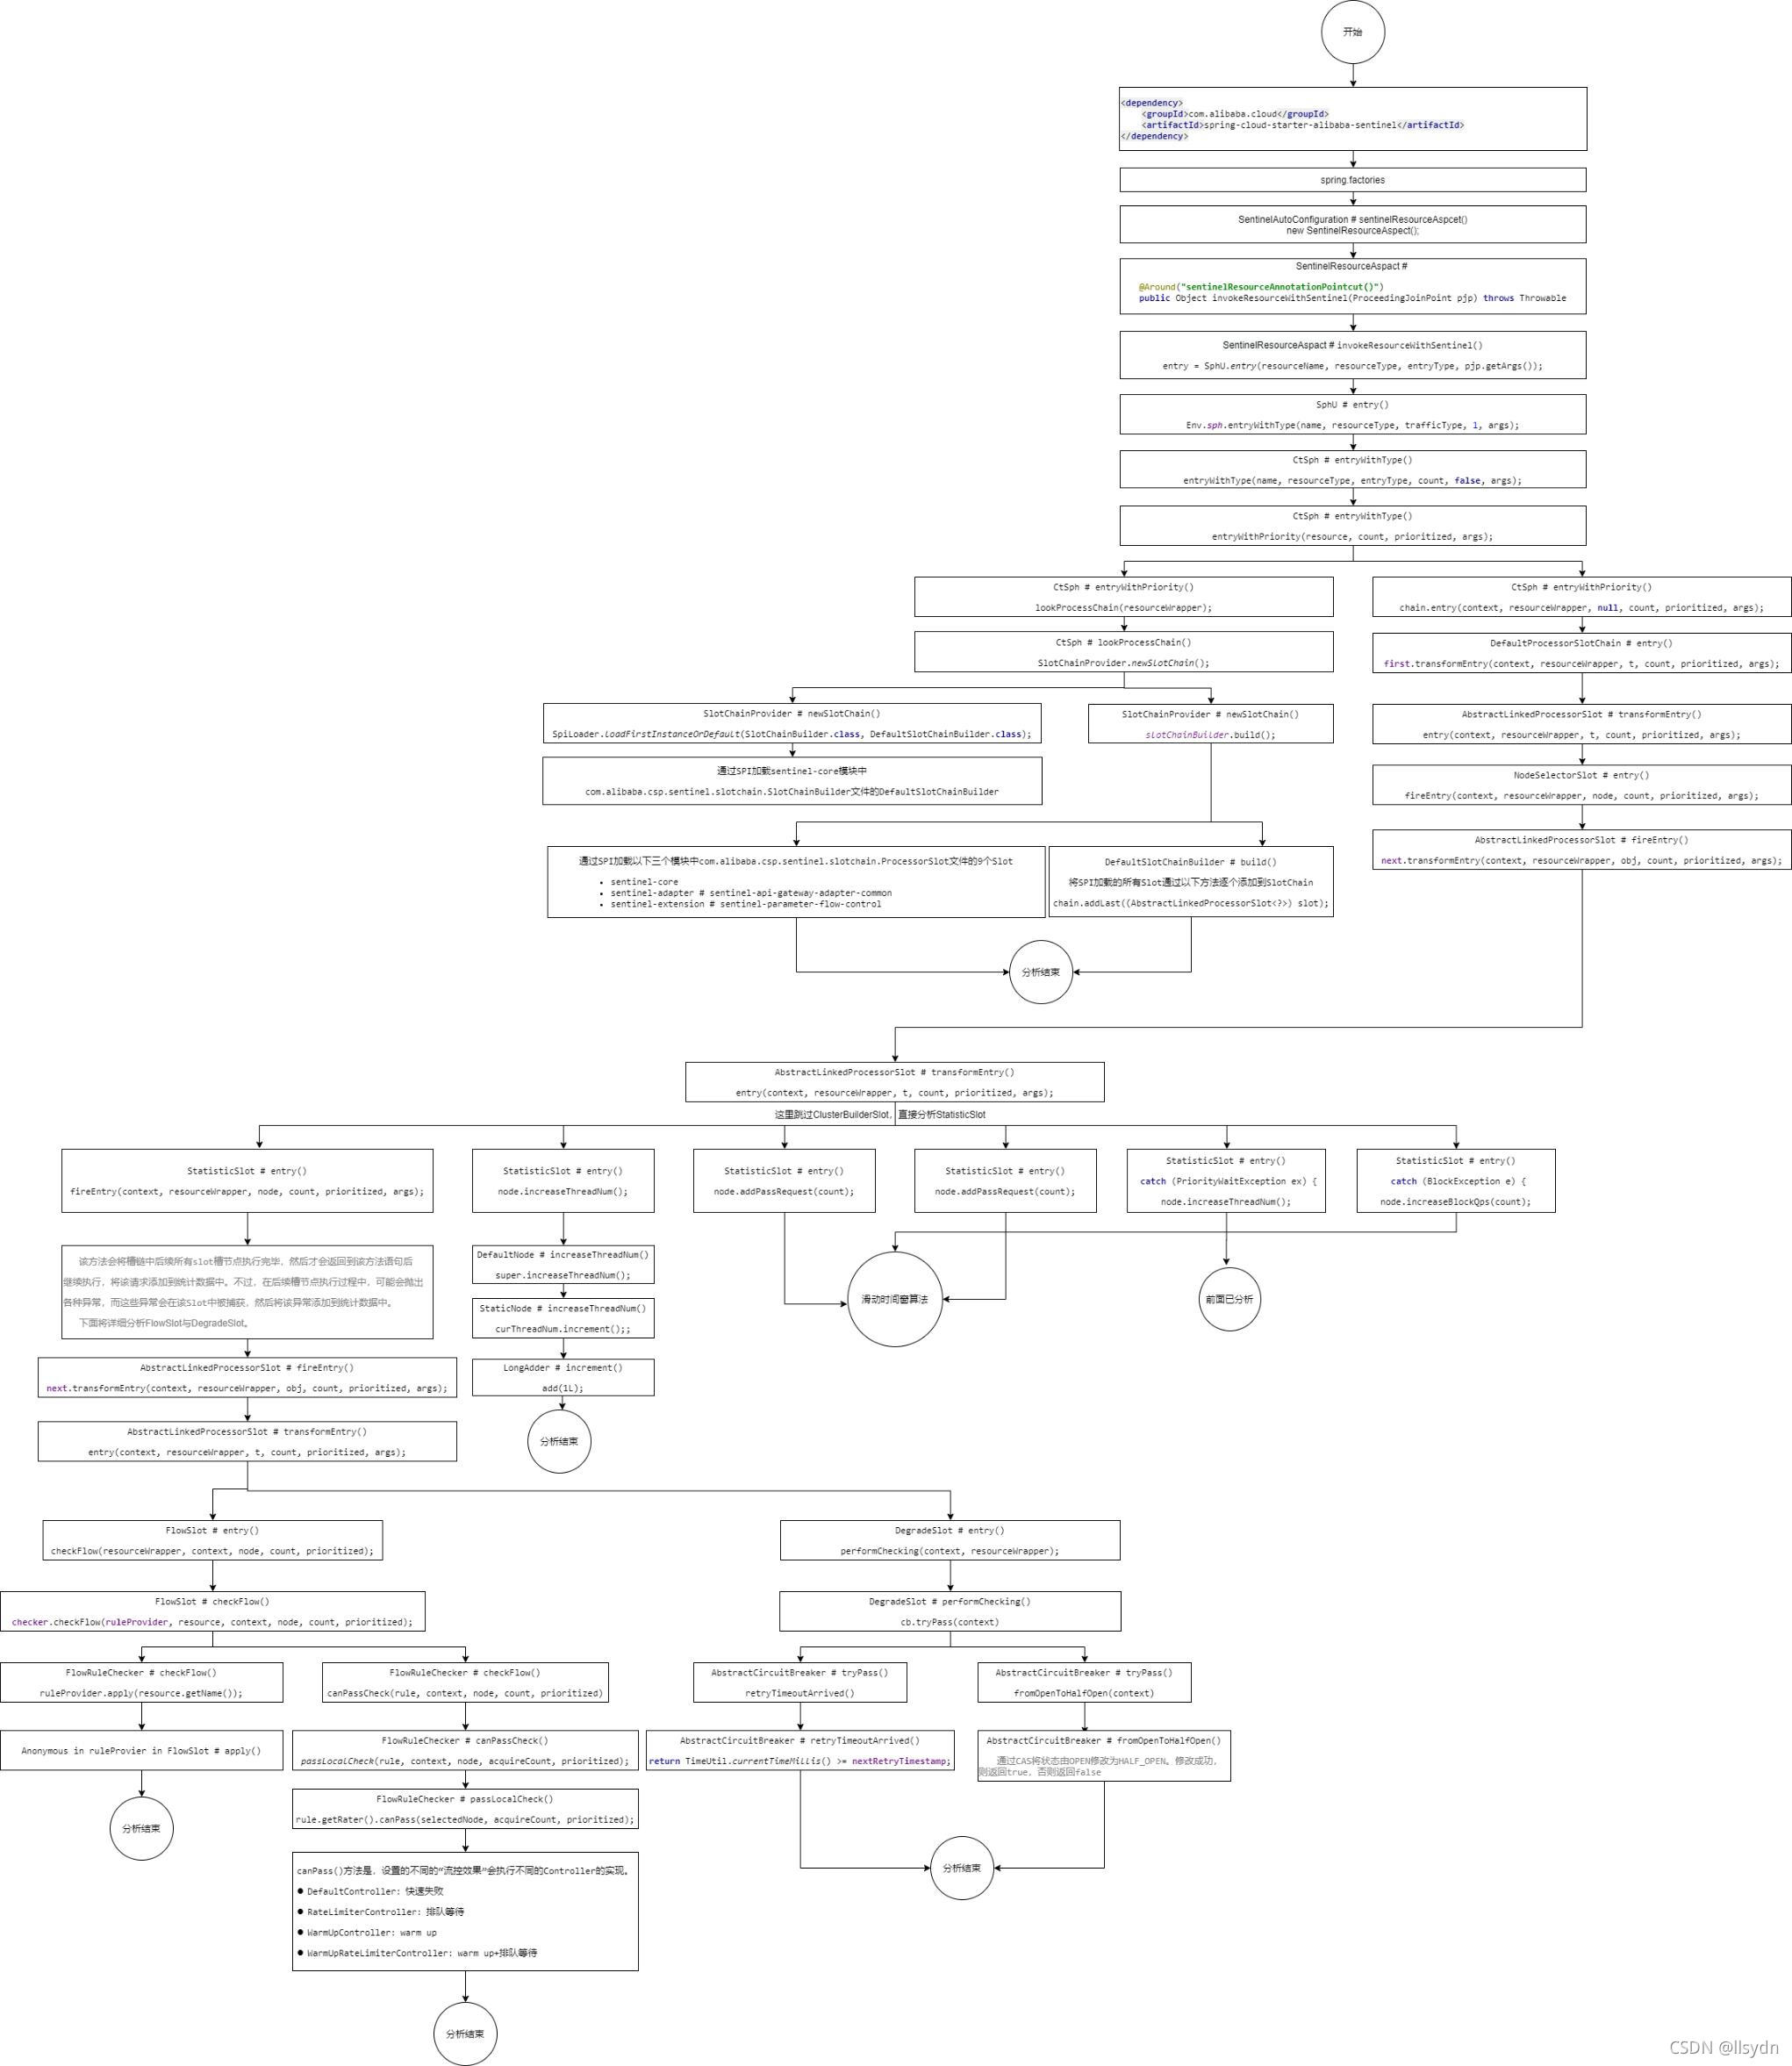 开始
<dependency>
<groupId>com.alibaba.cloud</groupId>
<artifactId>spring-cloud-starter-alibaba-sentinel</artifactId>
</dependency>
spring.factories
SentinelAutoConfiguration # sentinelResourceAspcet()
new SentinelResourceAspect();
SentinelResourceAspact #
@Around("sentinelResourceAnnotationPointcut()")
public Object invokeResourceWithSentinel(ProceedingJoinPoint pjp) throws Throwable
SentinelResourceAspact # invokeResourceWithSentinel()
entry = SphU.entry(resourceName, resourceType, entryType, pjp.getArgs());
SphU # entry()
Env.sph.entryWithType(name, resourceType, trafficType, 1, args);
CtSph # entryWithType()
entryWithType(name, resourceType, entryType, count, false, args);
CtSph # entryWithType()
entryWithPriority(resource, count, prioritized, args);
CtSph # entryWithPriority()
lookProcessChain(resourceWrapper);
CtSph # entryWithPriority()
chain.entry(context, resourceWrapper, null, count, prioritized, args);
CtSph # lookProcessChain()
SlotChainProvider.newSlotChain();
DefaultProcessorSlotChain # entry()
first.transformEntry(context, resourceWrapper, t, count, prioritized, args);
SlotChainProvider # newSlotChain()
SpiLoader.loadFirstInstanceOrDefault(SlotChainBuilder.class, DefaultSlotChainBuilder.class);
SlotChainProvider # newSlotChain()
slotChainBuilder.build();
AbstractLinkedProcessorSlot # transformEntry()
entry(context, resourceWrapper, t, count, prioritized, args);
通过SPI加载sentinel-core模块中
com.alibaba.csp.sentinel.slotchain.SlotChainBuilder文件的DefaultSlotChainBuilder
NodeSelectorSlot # entry()
fireEntry(context, resourceWrapper, node, count, prioritized, args);
AbstractLinkedProcessorSlot # fireEntry()
next.transformEntry(context, resourceWrapper, obj, count, prioritized, args);
通过SPI加载以下三个模块中com.alibaba.csp.sentinel.slotchain.ProcessorSlot文件的9个Slot
• sentinel-core
• sentinel-adapter # sentinel-api-gateway-adapter-common
• sentinel-extension # sentinel-parameter-flow-control
DefaultSlotChainBuilder # build()
将SPI加载的所有Slot通过以下方法逐个添加到SlotChain
chain.addLast((AbstractLinkedProcessorSlot<?>) slot);
分析结束
AbstractLinkedProcessorSlot # transformEntry()
entry(context, resourceWrapper, t, count, prioritized, args);
这里跳过ClusterBuilderSlot，直接分析StatisticSlot
StatisticSlot # entry()
fireEntry(context, resourceWrapper, node, count, prioritized, args);
StatisticSlot # entry()
node.increaseThreadNum();
StatisticSlot # entry()
node.addPassRequest(count);
StatisticSlot # entry()
node.addPassRequest(count);
StatisticSlot # entry()
catch (PriorityWaitException ex) {
node.increaseThreadNum();
StatisticSlot # entry()
catch (BlockException e) {
node.increaseBlockQps(count);
该方法会将槽链中后续所有slot槽节点执行完毕，然后才会返回到该方法语句后
继续执行，将该请求添加到统计数据中。不过，在后续槽节点执行过程中，可能会抛出
各种异常，而这些异常会在该Slot中被捕获，然后将该异常添加到统计数据中。
下面将详细分析FlowSlot与DegradeSlot。
DefaultNode # increaseThreadNum()
super.increaseThreadNum();
滑动时间窗算法
前面已分析
StaticNode # increaseThreadNum()
curThreadNum.increment();;
AbstractLinkedProcessorSlot # fireEntry()
next.transformEntry(context, resourceWrapper, obj, count, prioritized, args);
LongAdder # increment()
add(1L);
AbstractLinkedProcessorSlot # transformEntry()
entry(context, resourceWrapper, t, count, prioritized, args);
分析结束
FlowSlot # entry()
checkFlow(resourceWrapper, context, node, count, prioritized);
DegradeSlot # entry()
performChecking(context, resourceWrapper);
FlowSlot # checkFlow()
checker.checkFlow(ruleProvider, resource, context, node, count, prioritized);
DegradeSlot # performChecking()
cb.tryPass(context)
FlowRuleChecker # checkFlow()
ruleProvider.apply(resource.getName());
FlowRuleChecker # checkFlow()
canPassCheck(rule, context, node, count, prioritized)
AbstractCircuitBreaker # tryPass()
retryTimeoutArrived()
AbstractCircuitBreaker # tryPass()
fromOpenToHalfOpen(context)
Anonymous in ruleProvier in FlowSlot # apply()
FlowRuleChecker # canPassCheck()
passLocalCheck(rule, context, node, acquireCount, prioritized);
AbstractCircuitBreaker # retryTimeoutArrived()
return TimeUtil.currentTimeMillis() >= nextRetryTimestamp;
AbstractCircuitBreaker # fromOpenToHalfOpen()
通过CAS将状态由OPEN修改为HALF_OPEN。修改成功，
则返回true，否则返回false
分析结束
FlowRuleChecker # passLocalCheck()
rule.getRater().canPass(selectedNode, acquireCount, prioritized);
分析结束
canPass()方法是，设置的不同的“流控效果”会执行不同的Controller的实现。
● DefaultController: 快速失败
● RateLimiterController: 排队等待
● WarmUpController: warm up
● WarmUpRateLimiterController: warm up+排队等待
分析结束
CSDN @llsydn